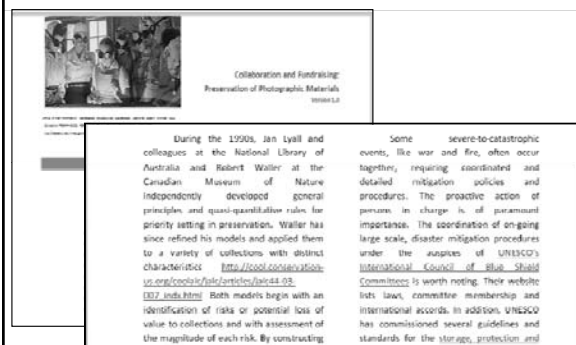 Collaboration and Fundraising:
Preservation of Photographic Materials
Version 1.0
During the 1990s, Jan Lyall and
colleagues at the National Library of
Australia and Robert Waller at the
Canadian Museum of Nature
independently developed general
principles and quasi-quantitative rules for
priority setting in preservation. Waller has
since refined his models and applied them
to a variety of collections with distinct
characteristics http://cool.conservation-
us.org/coolaic/jaic/articles/jaic44-03-
007_indx.html Both models begin with an
identification of risks or potential loss of
value to collections and with assessment of
the magnitude of each risk. By constructing
Some severe-to-catastrophic
events, like war and fire, often occur
together, requiring coordinated and
detailed mitigation policies and
procedures. The proactive action of
persons in charge is of paramount
importance. The coordination of on-going
large scale, disaster mitigation procedures
under the auspices of UNESCO's
International Council of Blue Shield
Committees is worth noting. Their website
lists laws, committee membership and
international accords. In addition, UNESCO
has commissioned several guidelines and
standards for the storage, protection and